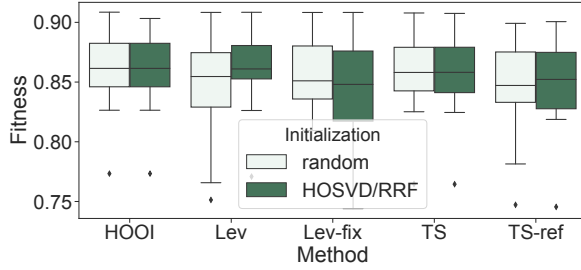 0.90
0.85
0.80
0.75
Fitness
Initialization
random
HOSVD/RRF
HOOI Lev Lev-fix TS TS-ref
Method